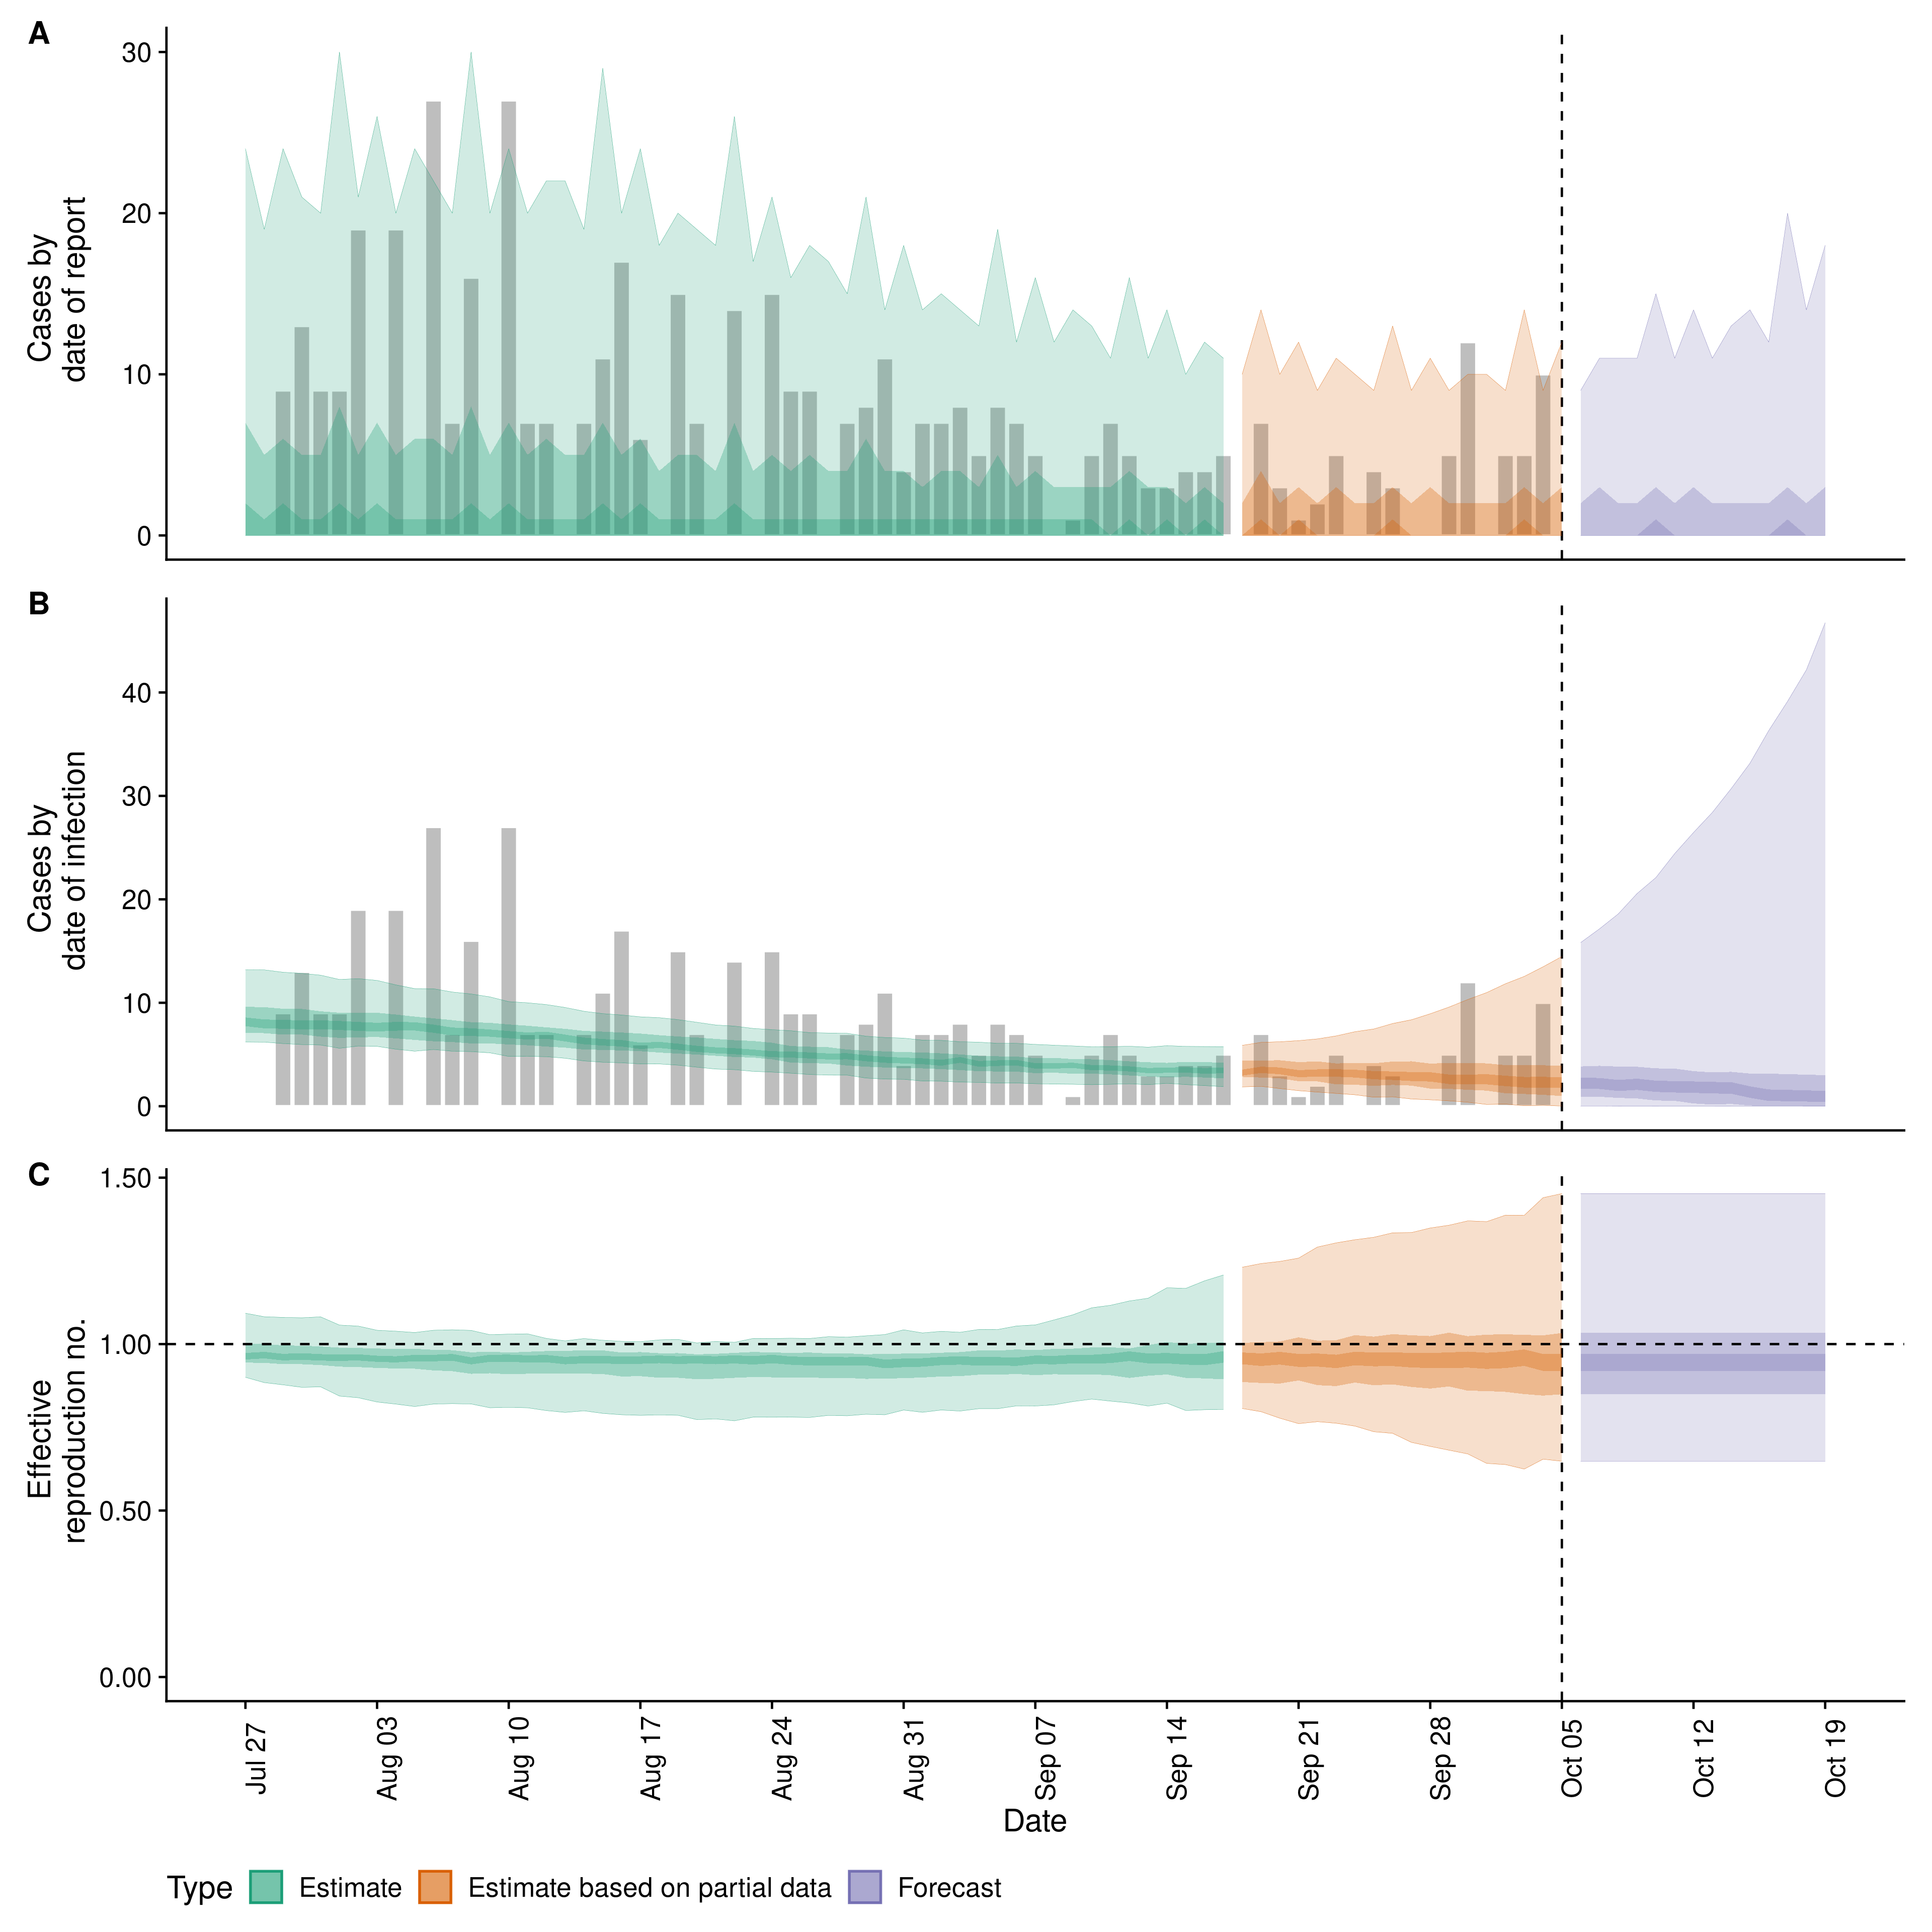 A
Cases by
date of report
30
20
10
0
B
Cases by
date of infection
40
30
20
10
0
C
Effective
reproduction no.
1.50
1.00
0.50
0.00
Jul 27
Aug 03
Aug 10
Aug 17
Aug 24
Aug 31
Sep 07
Sep 14
Sep 21
Sep 28
Oct 05
Oct 12
Oct 19
Date
Type Estimate Estimate based on partial data Forecast